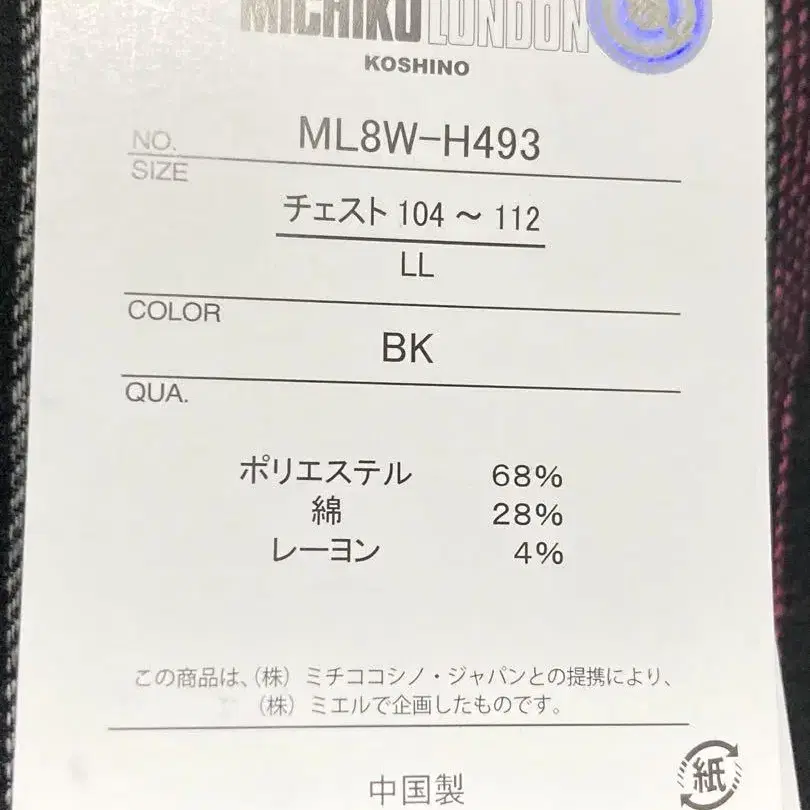 MICHIKO LONDON
KOSHINO
NO. ML8W-H493
SIZE
チェスト 104 ～ 112
LL
COLOR
BK
QUA.
ポリエステル 68%
綿 28%
レーヨン 4%
この商品は、(株) ミチココシノ・ジャパンとの提携により、
(株) ミエルで企画したものです。
中国製
紙